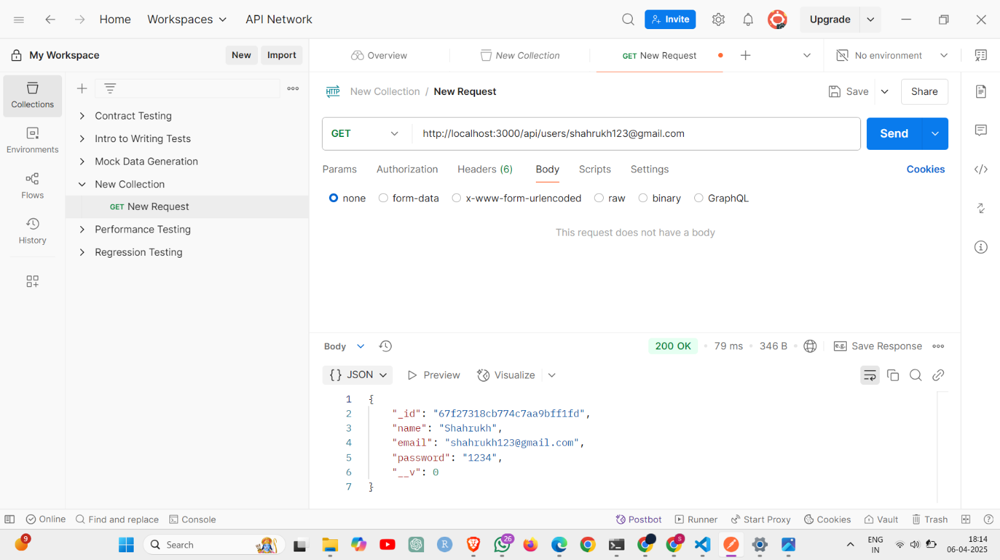 Home
Workspaces
API Network
Invite
Upgrade
My Workspace
New
Import
Overview
New Collection
GET New Request
No environment
Collections
Environments
Flows
History
Contract Testing
Intro to Writing Tests
Mock Data Generation
New Collection
GET New Request
Performance Testing
Regression Testing
HTTP New Collection / New Request
Save
Share
GET
http://localhost:3000/api/users/shahrukh123@gmail.com
Send
Params
Authorization
Headers (6)
Body
Scripts
Settings
Cookies
none
form-data
x-www-form-urlencoded
raw
binary
GraphQL
This request does not have a body
Body
200 OK
79 ms
346 B
e.g. Save Response
{ } JSON
Preview
Visualize
1 {
2 "_id": "67f27318cb774c7aa9bff1fd",
3 "name": "Shahrukh",
4 "email": "shahrukh123@gmail.com",
5 "password": "1234",
6 "__v": 0
7 }
Online
Find and replace
Console
Postbot
Runner
Start Proxy
Cookies
Vault
Trash
9
Search
R
26
S
ENG
IN
18:14
06-04-2025